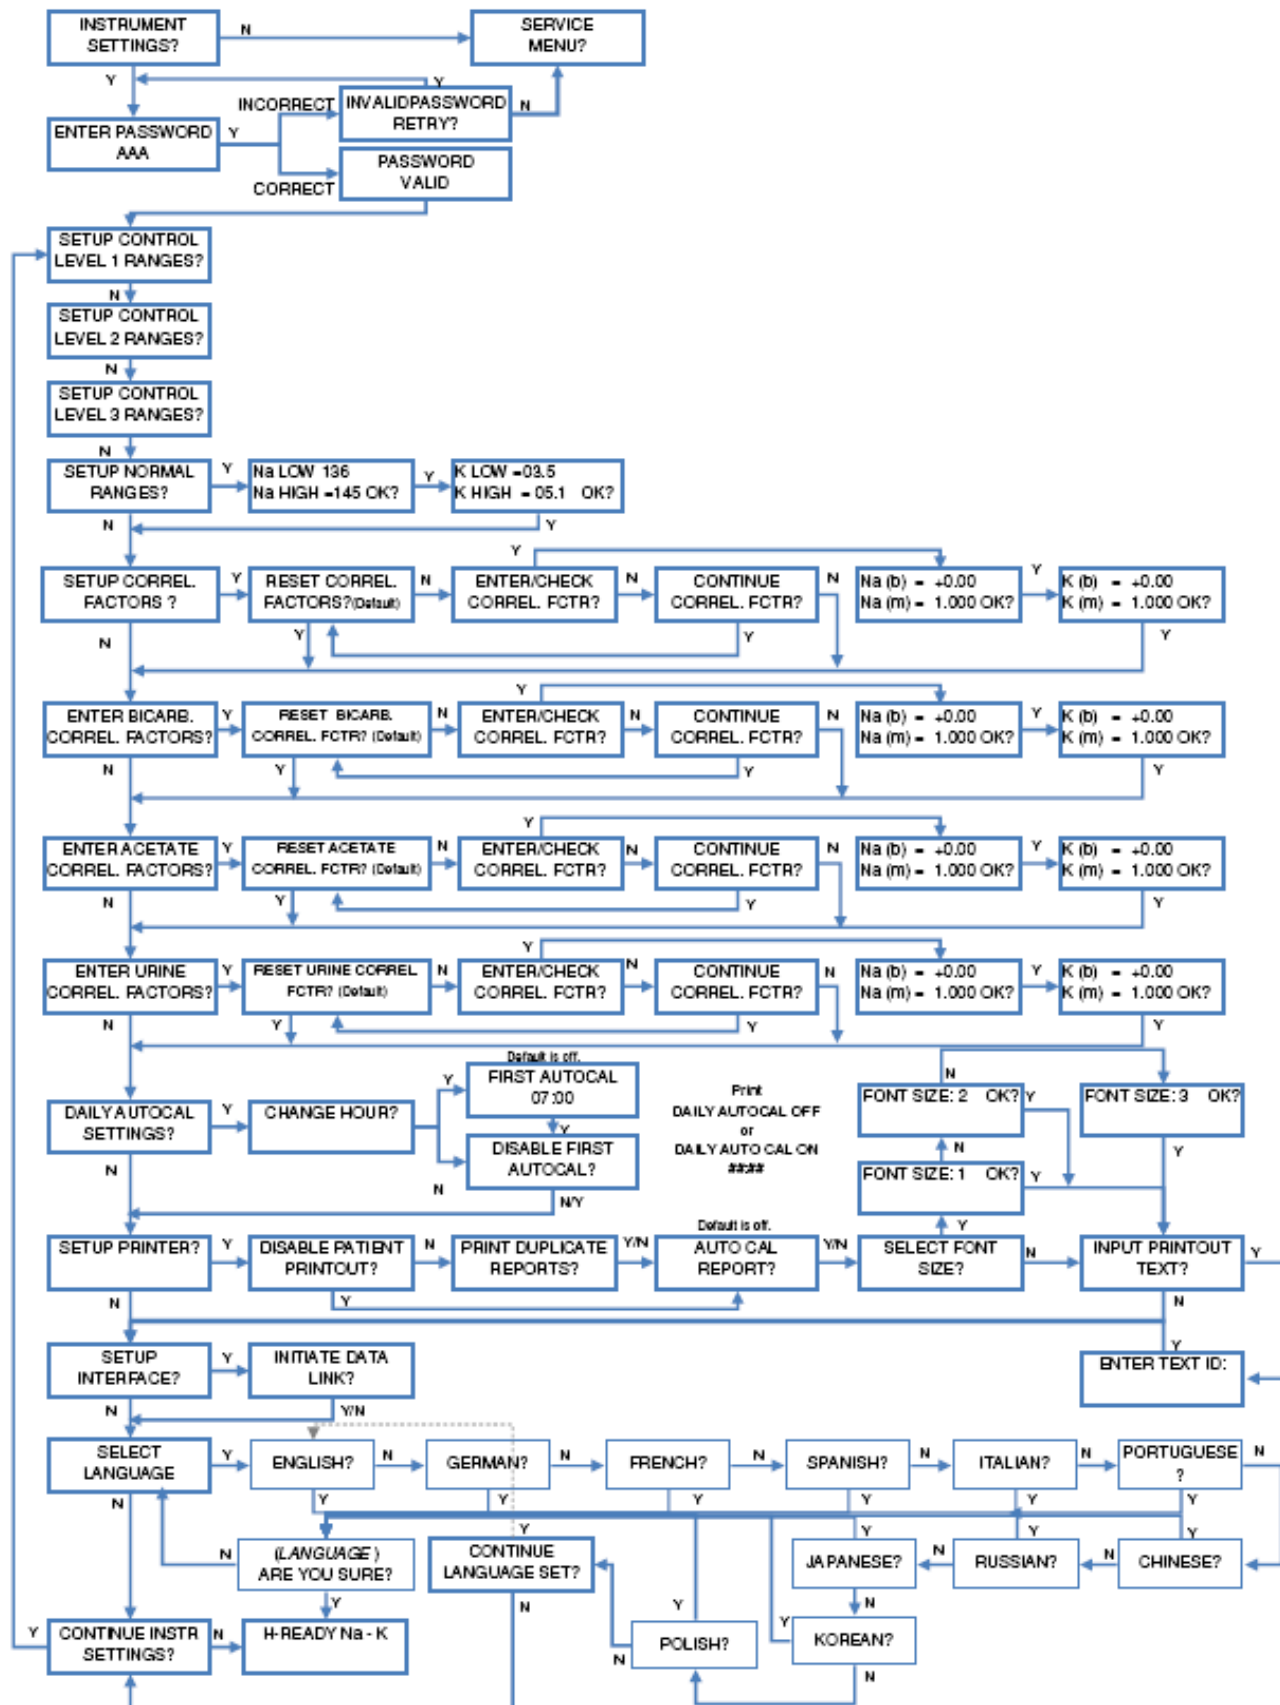 INSTRUMENT
SETTINGS?
N
SERVICE
MENU?
Y
Y
INCORRECT
INVALIDPASSWORD
RETRY?
N
ENTER PASSWORD
AAA
Y
PASSWORD
VALID
CORRECT
SETUP CONTROL
LEVEL 1 RANGES?
N
SETUP CONTROL
LEVEL 2 RANGES?
N
SETUP CONTROL
LEVEL 3 RANGES?
N
SETUP NORMAL
RANGES?
Y
Na LOW 136
Na HIGH =145 OK?
Y
K LOW =03.5
K HIGH = 05.1 OK?
N
Y
Y
SETUP CORREL.
FACTORS ?
Y
RESET CORREL.
FACTORS?(Default)
N
ENTER/CHECK
CORREL. FCTR?
N
CONTINUE
CORREL. FCTR?
N
Na (b) = +0.00
Na (m) = 1.000 OK?
Y
K (b) = +0.00
K (m) = 1.000 OK?
N
Y
Y
Y
Y
ENTER BICARB.
CORREL. FACTORS?
Y
RESET BICARB.
CORREL. FCTR? (Default)
N
ENTER/CHECK
CORREL. FCTR?
N
CONTINUE
CORREL. FCTR?
N
Na (b) = +0.00
Na (m) = 1.000 OK?
Y
K (b) = +0.00
K (m) = 1.000 OK?
N
Y
Y
Y
Y
ENTER ACETATE
CORREL. FACTORS?
Y
RESET ACETATE
CORREL. FCTR? (Default)
N
ENTER/CHECK
CORREL. FCTR?
N
CONTINUE
CORREL. FCTR?
N
Na (b) = +0.00
Na (m) = 1.000 OK?
Y
K (b) = +0.00
K (m) = 1.000 OK?
N
Y
Y
Y
Y
ENTER URINE
CORREL. FACTORS?
Y
RESET URINE CORREL
FCTR? (Default)
N
ENTER/CHECK
CORREL. FCTR?
N
CONTINUE
CORREL. FCTR?
N
Na (b) = +0.00
Na (m) = 1.000 OK?
Y
K (b) = +0.00
K (m) = 1.000 OK?
N
Y
Y
Y
Default is off.
FIRST AUTOCAL
07:00
Y
Print
DAILY AUTOCAL OFF
or
DAILY AUTO CAL ON
##:##
N
FONT SIZE: 2 OK?
Y
FONT SIZE: 3 OK?
DAILY AUTOCAL
SETTINGS?
Y
CHANGE HOUR?
Y
DISABLE FIRST
AUTOCAL?
N
Y
N
N
N/Y
FONT SIZE: 1 OK?
Y
Default is off.
Y
SETUP PRINTER?
Y
DISABLE PATIENT
PRINTOUT?
N
PRINT DUPLICATE
REPORTS?
Y/N
AUTO CAL
REPORT?
Y/N
SELECT FONT
SIZE?
N
INPUT PRINTOUT
TEXT?
Y
N
Y
N
SETUP
INTERFACE?
Y
INITIATE DATA
LINK?
Y
ENTER TEXT ID:
N
Y/N
SELECT
LANGUAGE
Y
ENGLISH?
N
GERMAN?
N
FRENCH?
N
SPANISH?
N
ITALIAN?
N
PORTUGUESE
?
N
N
Y
Y
Y
Y
Y
Y
N
(LANGUAGE )
ARE YOU SURE?
Y
CONTINUE
LANGUAGE SET?
Y
JAPANESE?
N
Y
RUSSIAN?
N
Y
CHINESE?
Y
N
Y
N
Y
CONTINUE INSTR
SETTINGS?
N
H-READY Na - K
N
POLISH?
Y
KOREAN?
N